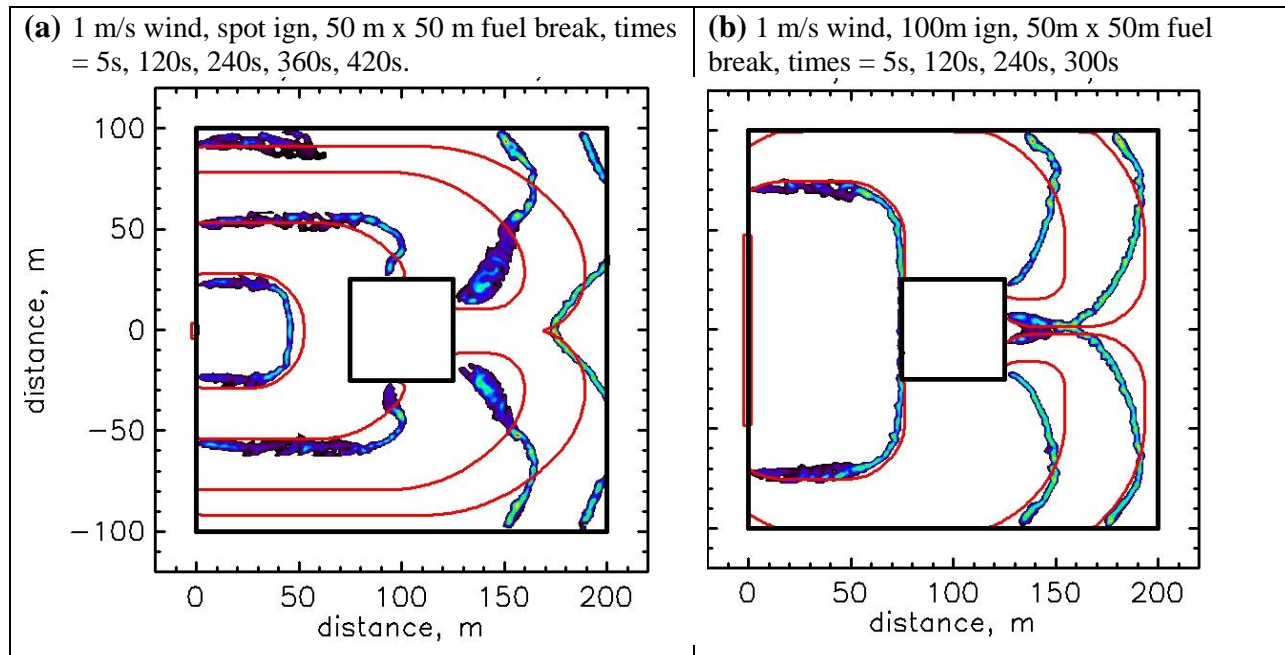 (a) 1 m/s wind, spot ign, 50 m x 50 m fuel break, times
= 5s, 120s, 240s, 360s, 420s.
100
50
0
−50
−100
distance, m
0 50 100 150 200
distance, m
(b) 1 m/s wind, 100m ign, 50m x 50m fuel
break, times = 5s, 120s, 240s, 300s
0 50 100 150 200
distance, m